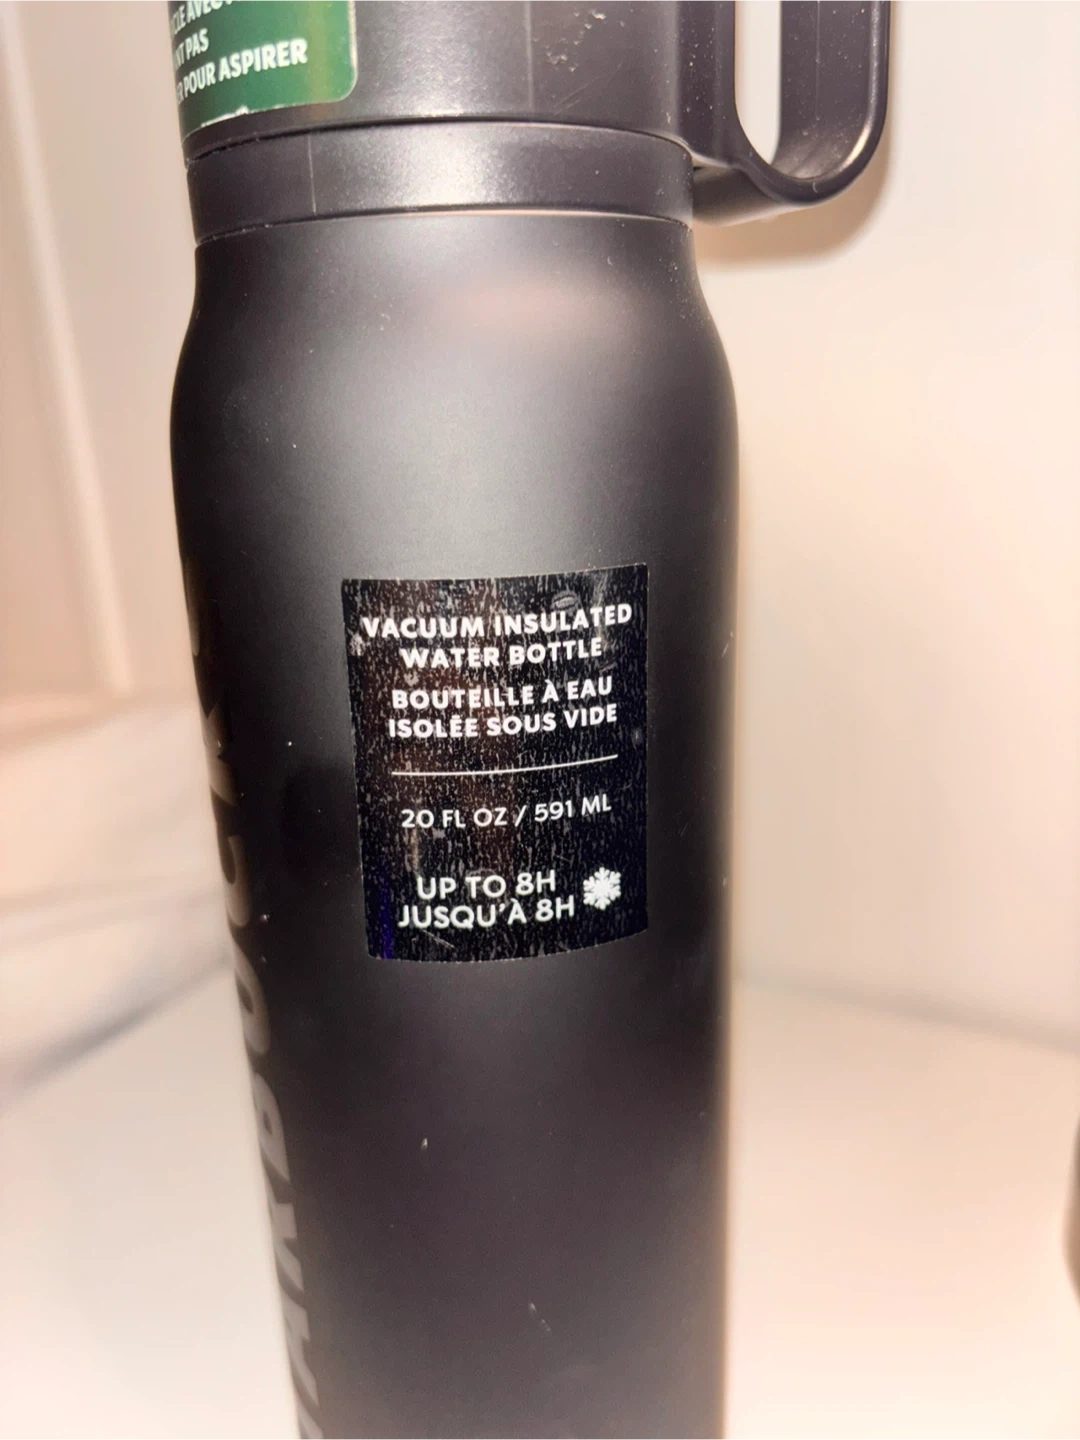 PAS
POUR ASPIRER
VACUUM INSULATED
WATER BOTTLE
BOUTEILLE À EAU
ISOLÉE SOUS VIDE
20 FL OZ / 591 ML
UP TO 8H
JUSQU'À 8H